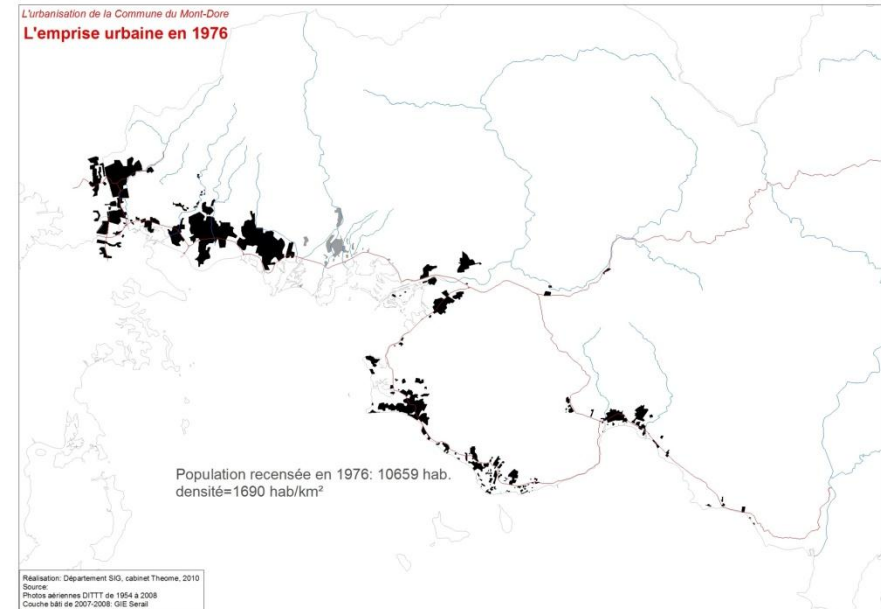 L'urbanisation de la Commune du Mont-Dore
L'emprise urbaine en 1976
Population recensée en 1976: 10659 hab.
densité=1690 hab/km²
Réalisation: Département SIG, cabinet Theome, 2010
Source:
Photos aériennes DITTT de 1954 à 2008
Couche bâti de 2007-2008: GIE Serail